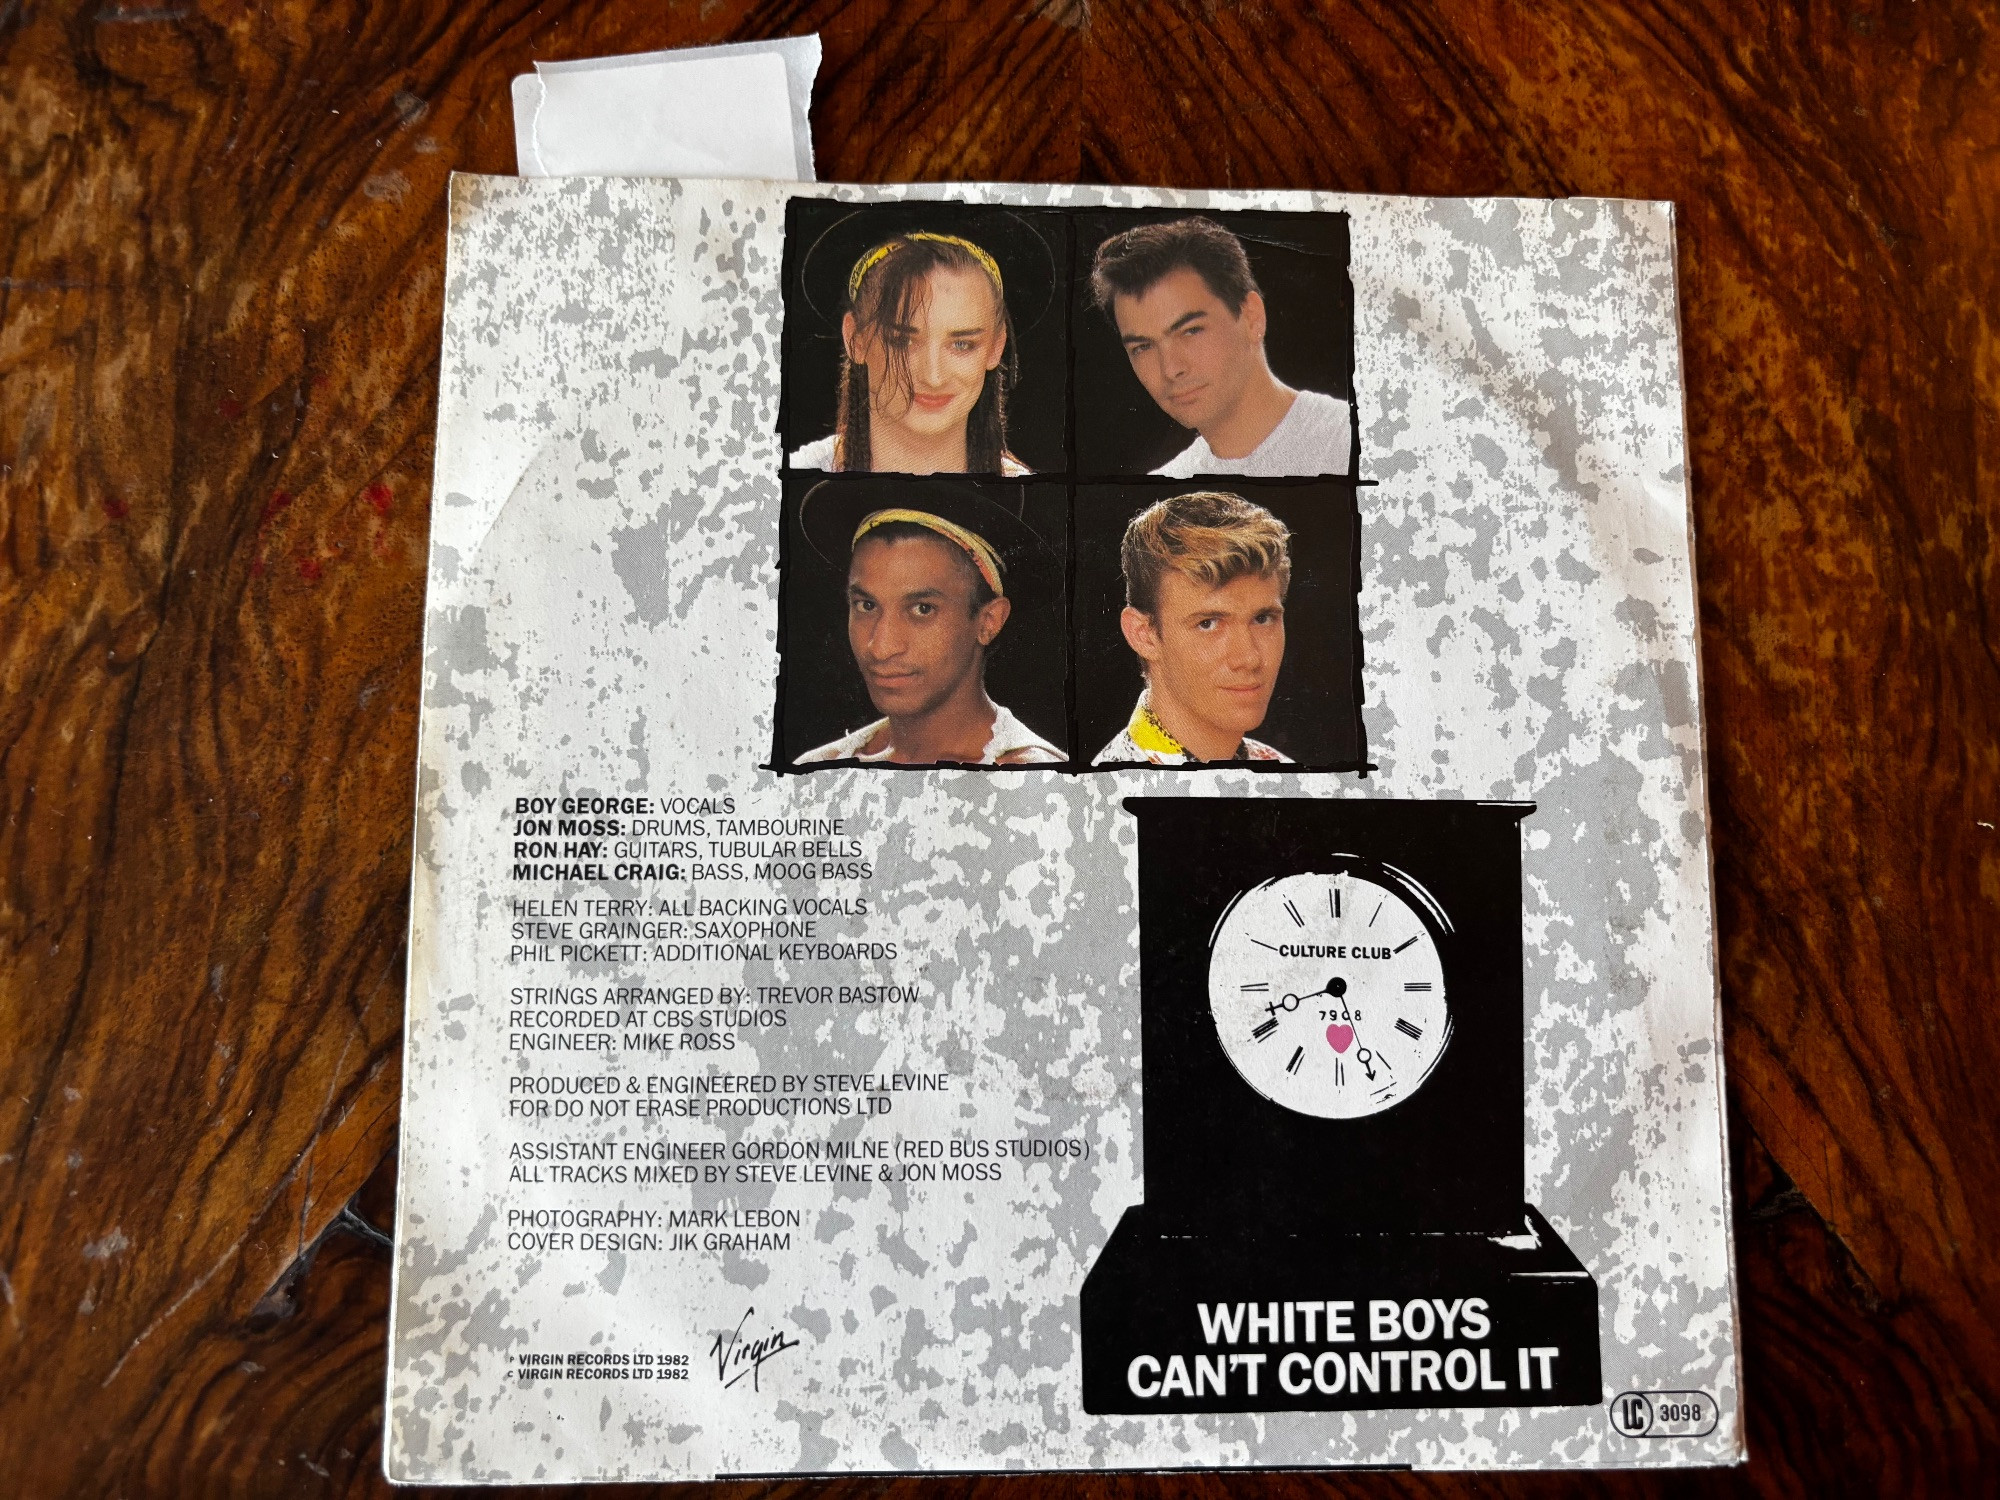 BOY GEORGE: VOCALS
JON MOSS: DRUMS, TAMBOURINE
RON HAY: GUITARS, TUBULAR BELLS
MICHAEL CRAIG: BASS, MOOG BASS
HELEN TERRY: ALL BACKING VOCALS
STEVE GRAINGER: SAXOPHONE
PHIL PICKETT: ADDITIONAL KEYBOARDS
STRINGS ARRANGED BY: TREVOR BASTOW
RECORDED AT CBS STUDIOS
ENGINEER: MIKE ROSS
PRODUCED & ENGINEERED BY STEVE LEVINE
FOR DO NOT ERASE PRODUCTIONS LTD
ASSISTANT ENGINEER GORDON MILNE (RED BUS STUDIOS)
ALL TRACKS MIXED BY STEVE LEVINE & JON MOSS
PHOTOGRAPHY: MARK LEBON
COVER DESIGN: JIK GRAHAM
P VIRGIN RECORDS LTD 1982
C VIRGIN RECORDS LTD 1982
Virgin
CULTURE CLUB
7908
WHITE BOYS
CAN'T CONTROL IT
LC 3098